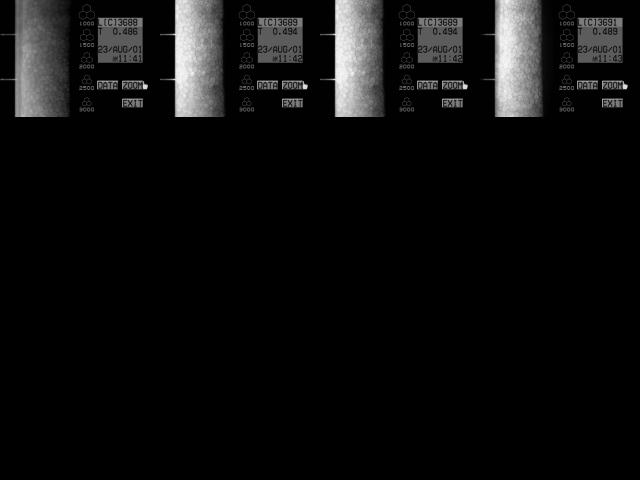 L(C)3688
T 0.486
23/AUG/01
#11:41
1000
1500
2000
2500
3000
DATA ZOOM
EXIT
L(C)3689
T 0.494
23/AUG/01
#11:42
1000
1500
2000
2500
3000
DATA ZOOM
EXIT
L(C)3689
T 0.494
23/AUG/01
#11:42
1000
1500
2000
2500
3000
DATA ZOOM
EXIT
L(C)3691
T 0.489
23/AUG/01
#11:43
1000
1500
2000
2500
3000
DATA ZOOM
EXIT